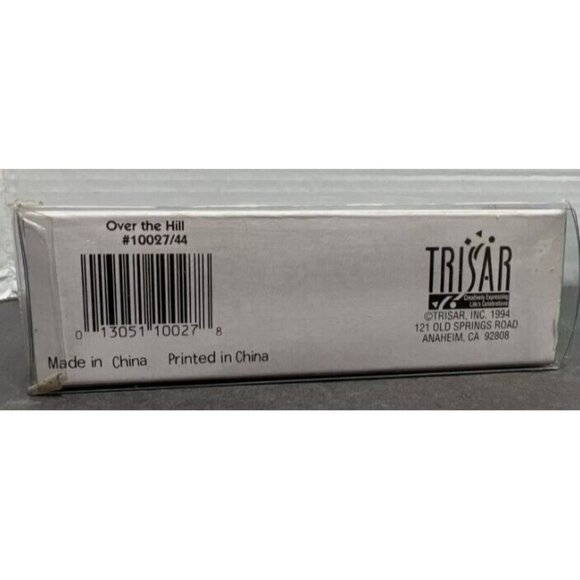 Over the Hill
#10027/44
0 13051 10027 8
Made in China Printed in China
TRISAR
Creatively Expressing
Life's Celebrations
©TRISAR, INC. 1994
121 OLD SPRINGS ROAD
ANAHEIM, CA 92808